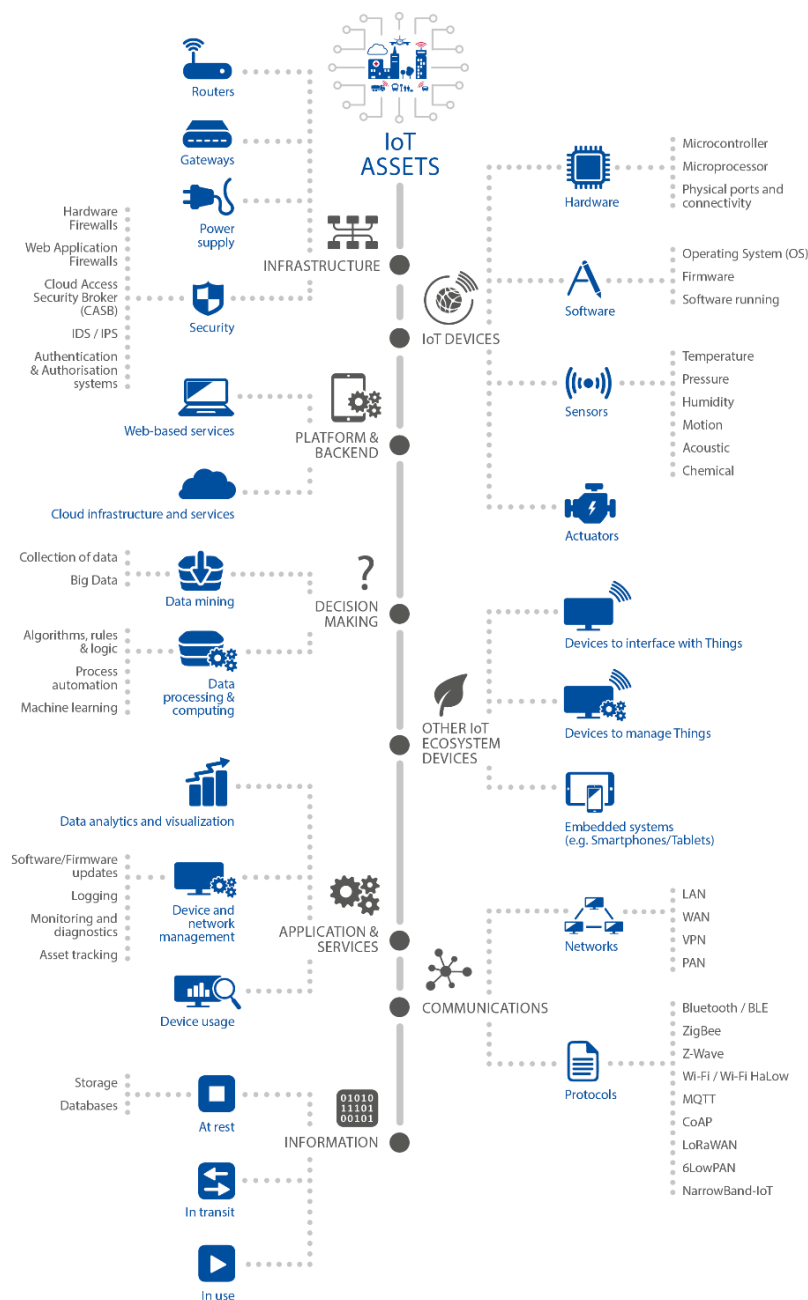 IoT
ASSETS
Routers
Gateways
Power
supply
INFRASTRUCTURE
Hardware
Firewalls
Web Application
Firewalls
Cloud Access
Security Broker
(CASB)
IDS / IPS
Authentication
& Authorisation
systems
Security
IoT DEVICES
Hardware
Microcontroller
Microprocessor
Physical ports and
connectivity
Software
Operating System (OS)
Firmware
Software running
Sensors
Temperature
Pressure
Humidity
Motion
Acoustic
Chemical
Actuators
Web-based services
PLATFORM &
BACKEND
Cloud infrastructure and services
Collection of data
Big Data
Data mining
DECISION
MAKING
Algorithms, rules
& logic
Process
automation
Machine learning
Data
processing &
computing
OTHER IoT
ECOSYSTEM
DEVICES
Devices to interface with Things
Devices to manage Things
Embedded systems
(e.g. Smartphones/Tablets)
Data analytics and visualization
Software/Firmware
updates
Logging
Monitoring and
diagnostics
Asset tracking
Device and
network
management
APPLICATION &
SERVICES
Device usage
COMMUNICATIONS
Networks
LAN
WAN
VPN
PAN
Protocols
Bluetooth / BLE
ZigBee
Z-Wave
Wi-Fi / Wi-Fi HaLow
MQTT
CoAP
LoRaWAN
6LowPAN
NarrowBand-IoT
Storage
Databases
At rest
01010
11101
00101
INFORMATION
In transit
In use